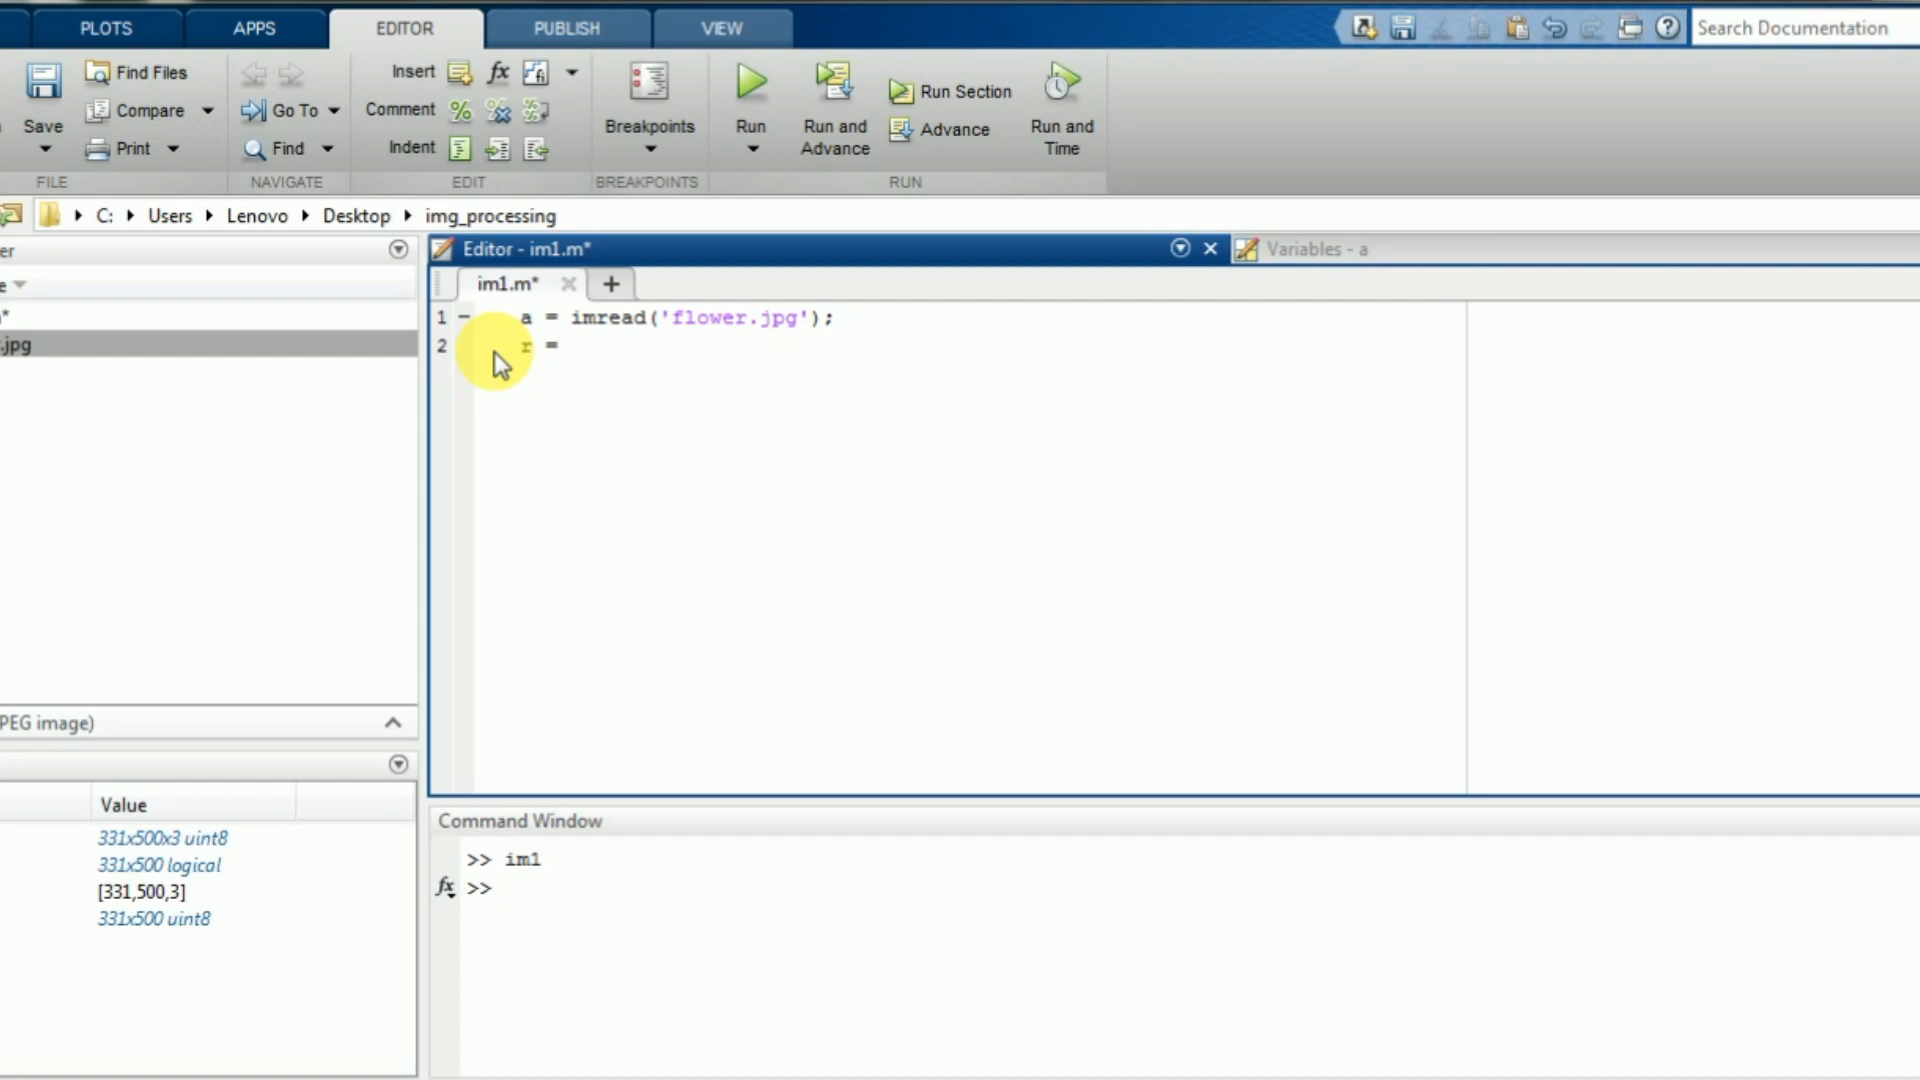 PLOTS
APPS
EDITOR
PUBLISH
VIEW
Search Documentation
Save
Find Files
Compare
Print
FILE
Go To
Find
NAVIGATE
Insert
fx
fi
Comment
Indent
EDIT
Breakpoints
BREAKPOINTS
Run
Run and
Advance
Run Section
Advance
Run and
Time
RUN
C:
Users
Lenovo
Desktop
img_processing
er
Editor - im1.m*
Variables - a
e
im1.m*
1 - a = imread('flower.jpg');
2 r =
*
.jpg
PEG image)
Value
331x500x3 uint8
331x500 logical
[331,500,3]
331x500 uint8
Command Window
>> im1
fx >>